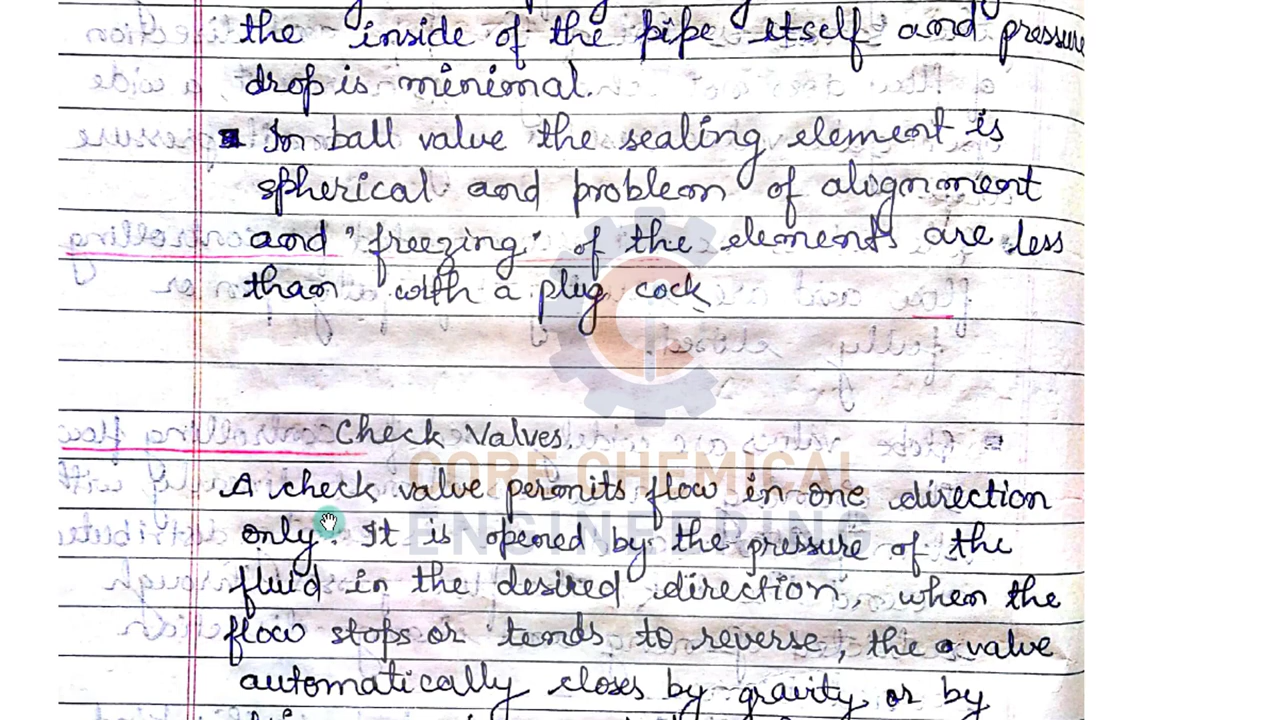 the inside of the pipe itself and pressure
drop is minimal.
In ball valve the sealing element is
spherical and problem of alignment
and "freezing" of the elements are less
than with a plug cock
Check Valves.
A check valve permits flow in one direction
only. It is opened by the pressure of the
fluid in the desired direction, when the
flow stops or tends to reverse, the valve
automatically closes by gravity or by
CORE CHEMICAL
ENGINEERING